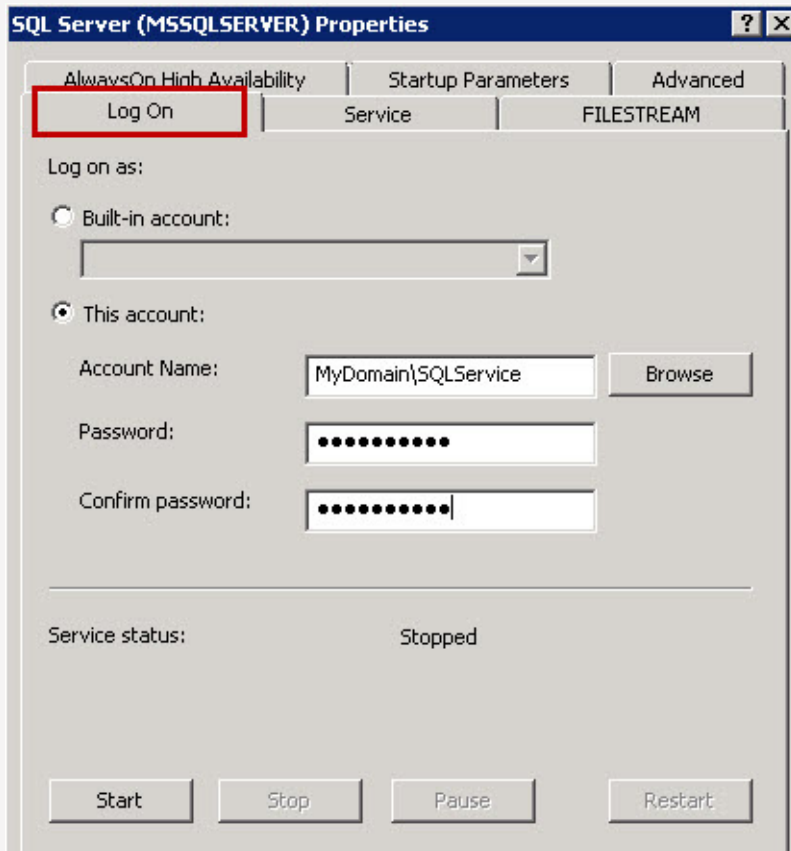 SQL Server (MSSQLSERVER) Properties
AlwaysOn High Availability Startup Parameters Advanced
Log On Service FILESTREAM
Log on as:
Built-in account:
This account:
Account Name: MyDomain\SQLService Browse
Password: ●●●●●●●●●●
Confirm password: ●●●●●●●●●●
Service status: Stopped
Start Stop Pause Restart